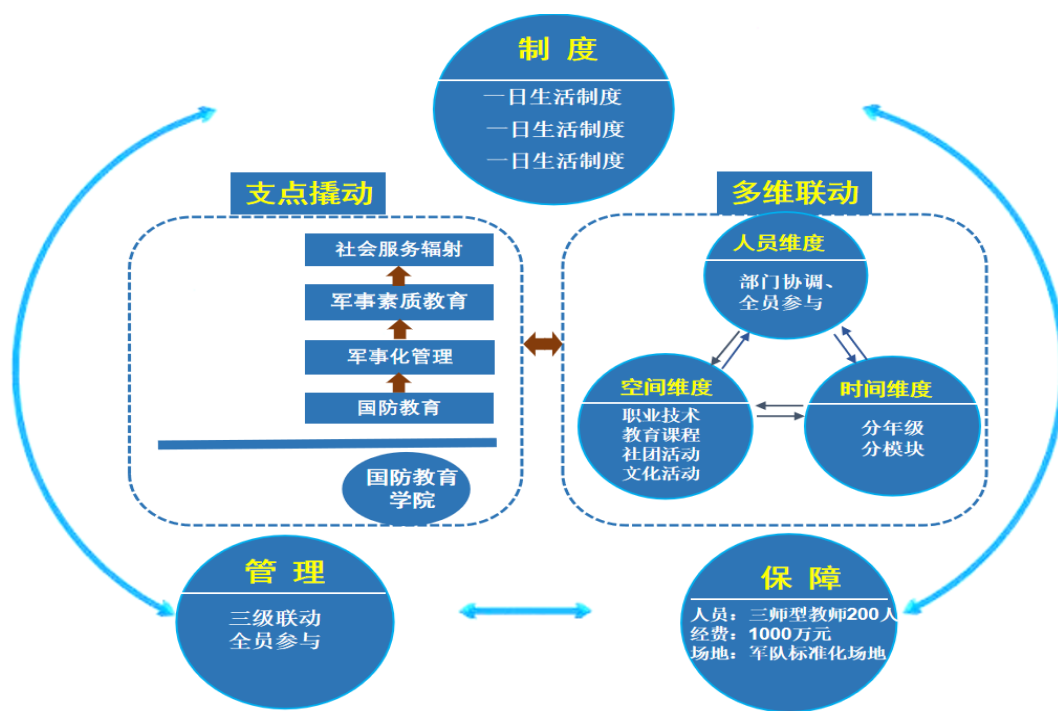 制 度
一日生活制度
一日生活制度
一日生活制度
支点撬动
社会服务辐射
军事素质教育
军事化管理
国防教育
国防教育
学院
多维联动
人员维度
部门协调、
全员参与
空间维度
职业技术
教育课程
社团活动
文化活动
时间维度
分年级
分模块
管 理
三级联动
全员参与
保 障
人员：三师型教师200人
经费：1000万元
场地：军队标准化场地